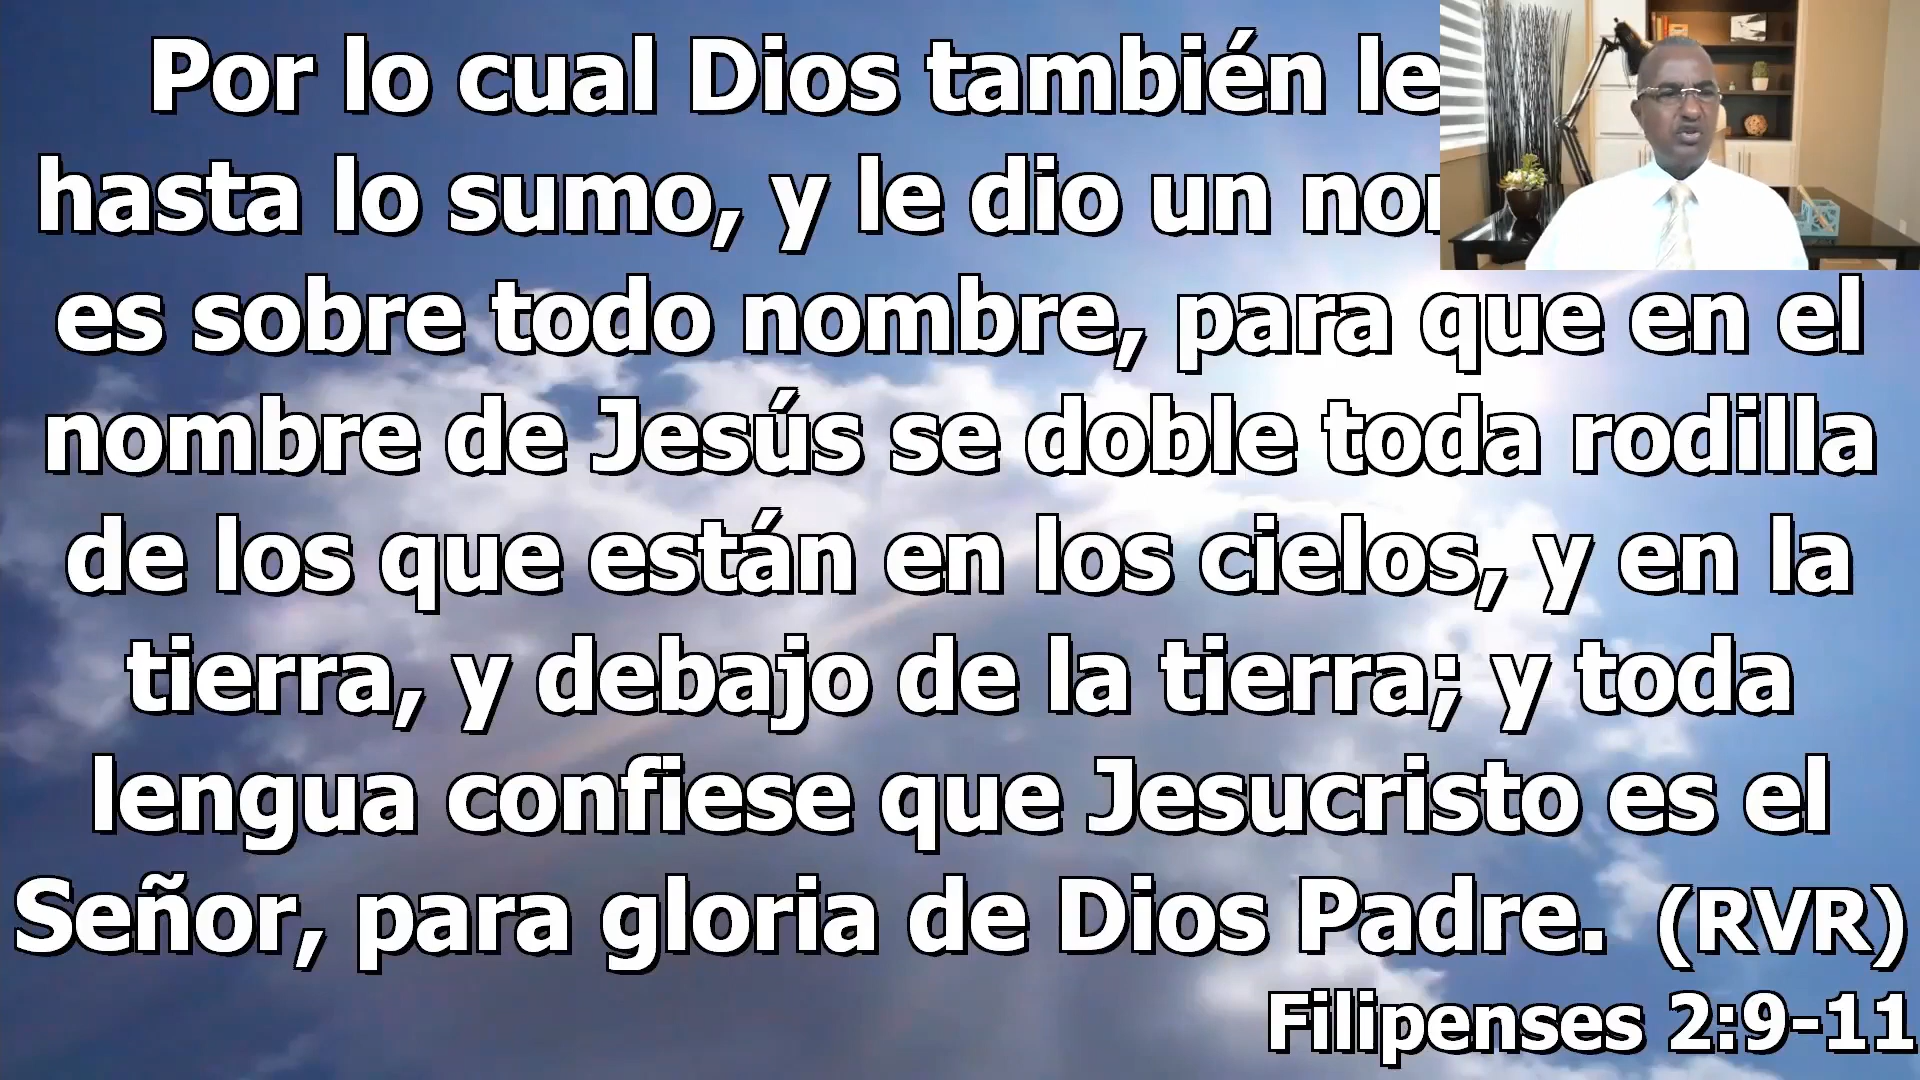 Por lo cual Dios también le
hasta lo sumo, y le dio un
es sobre todo nombre, para que en el
nombre de Jesús se doble toda rodilla
de los que están en los cielos, y en la
tierra, y debajo de la tierra; y toda
lengua confiese que Jesucristo es el
Señor, para gloria de Dios Padre. (RVR)
Filipenses 2:9-11